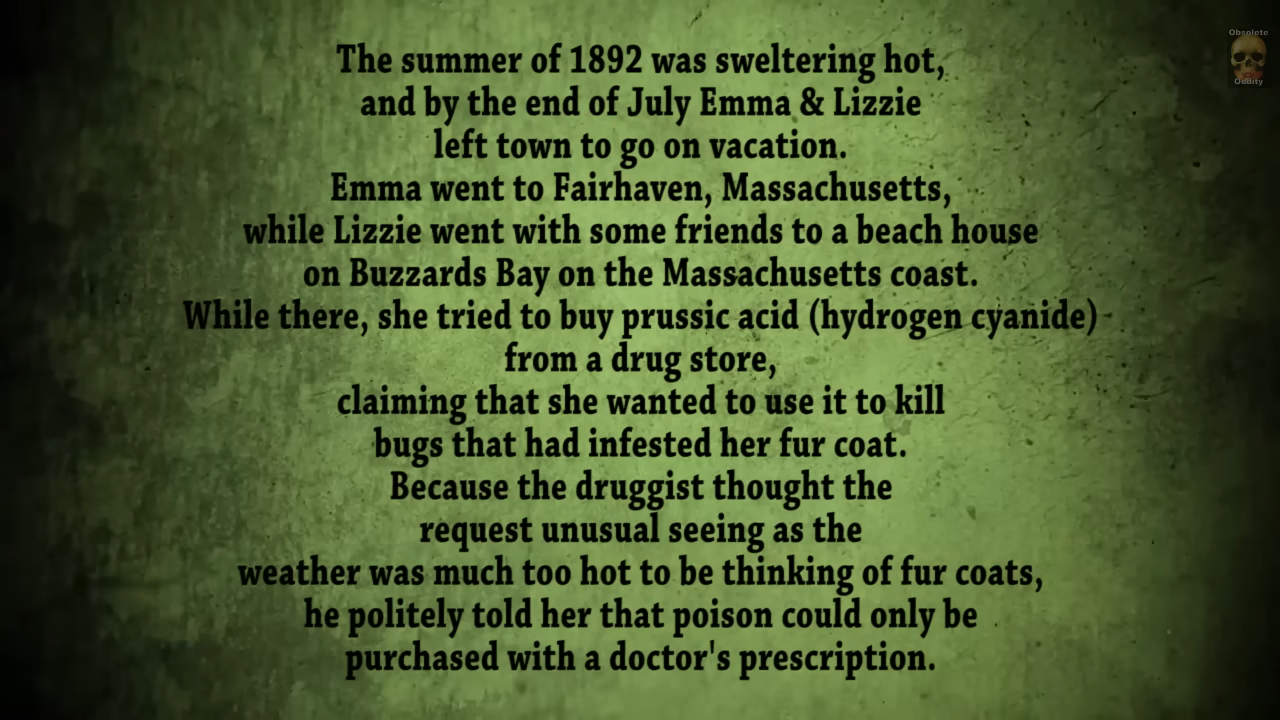 The summer of 1892 was sweltering hot,
and by the end of July Emma & Lizzie
left town to go on vacation.
Emma went to Fairhaven, Massachusetts,
while Lizzie went with some friends to a beach house
on Buzzards Bay on the Massachusetts coast.
While there, she tried to buy prussic acid (hydrogen cyanide)
from a drug store,
claiming that she wanted to use it to kill
bugs that had infested her fur coat.
Because the druggist thought the
request unusual seeing as the
weather was much too hot to be thinking of fur coats,
he politely told her that poison could only be
purchased with a doctor's prescription.
Obsolete
Oddity